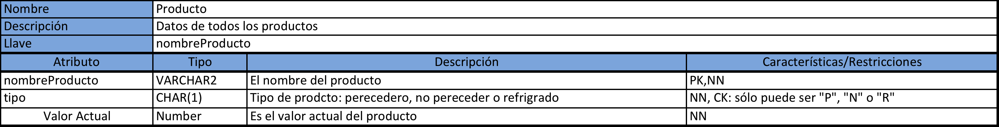 Nombre Producto
Descripción Datos de todos los productos
Llave nombreProducto
Atributo Tipo Descripción Características/Restricciones
nombreProducto VARCHAR2 El nombre del producto PK,NN
tipo CHAR(1) Tipo de prodcto: perecedero, no pereceder o refrigrado NN, CK: sólo puede ser "P", "N" o "R"
Valor Actual Number Es el valor actual del producto NN